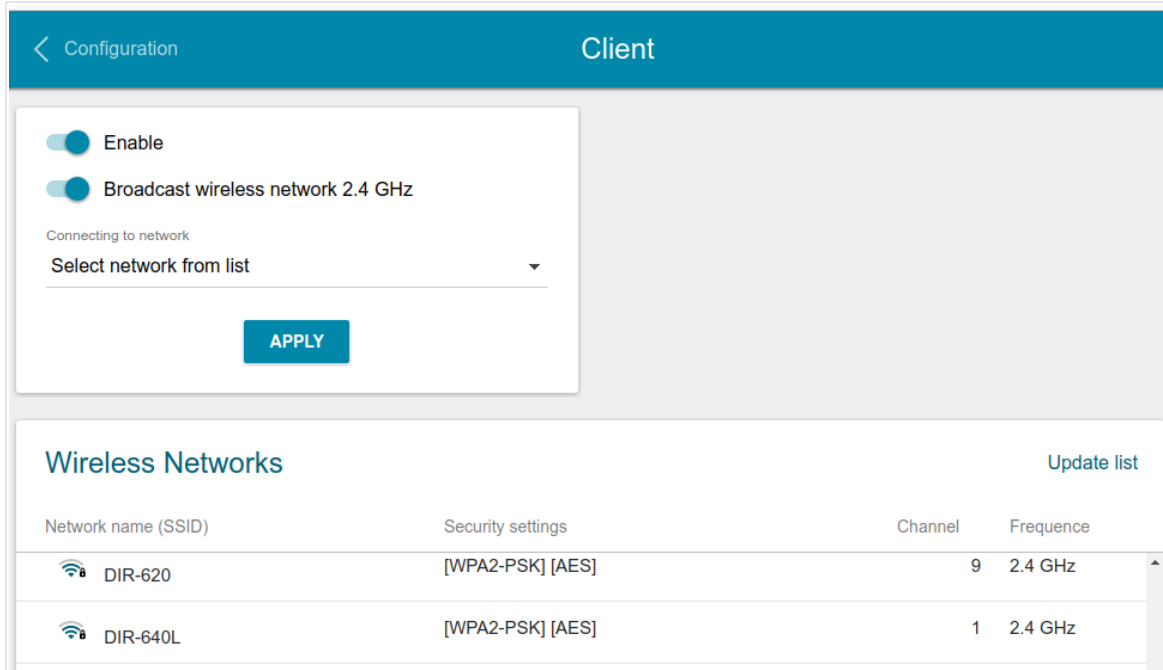 Configuration Client
Enable
Broadcast wireless network 2.4 GHz
Connecting to network
Select network from list
APPLY
Wireless Networks Update list
Network name (SSID) Security settings Channel Frequence
DIR-620 [WPA2-PSK] [AES] 9 2.4 GHz
DIR-640L [WPA2-PSK] [AES] 1 2.4 GHz